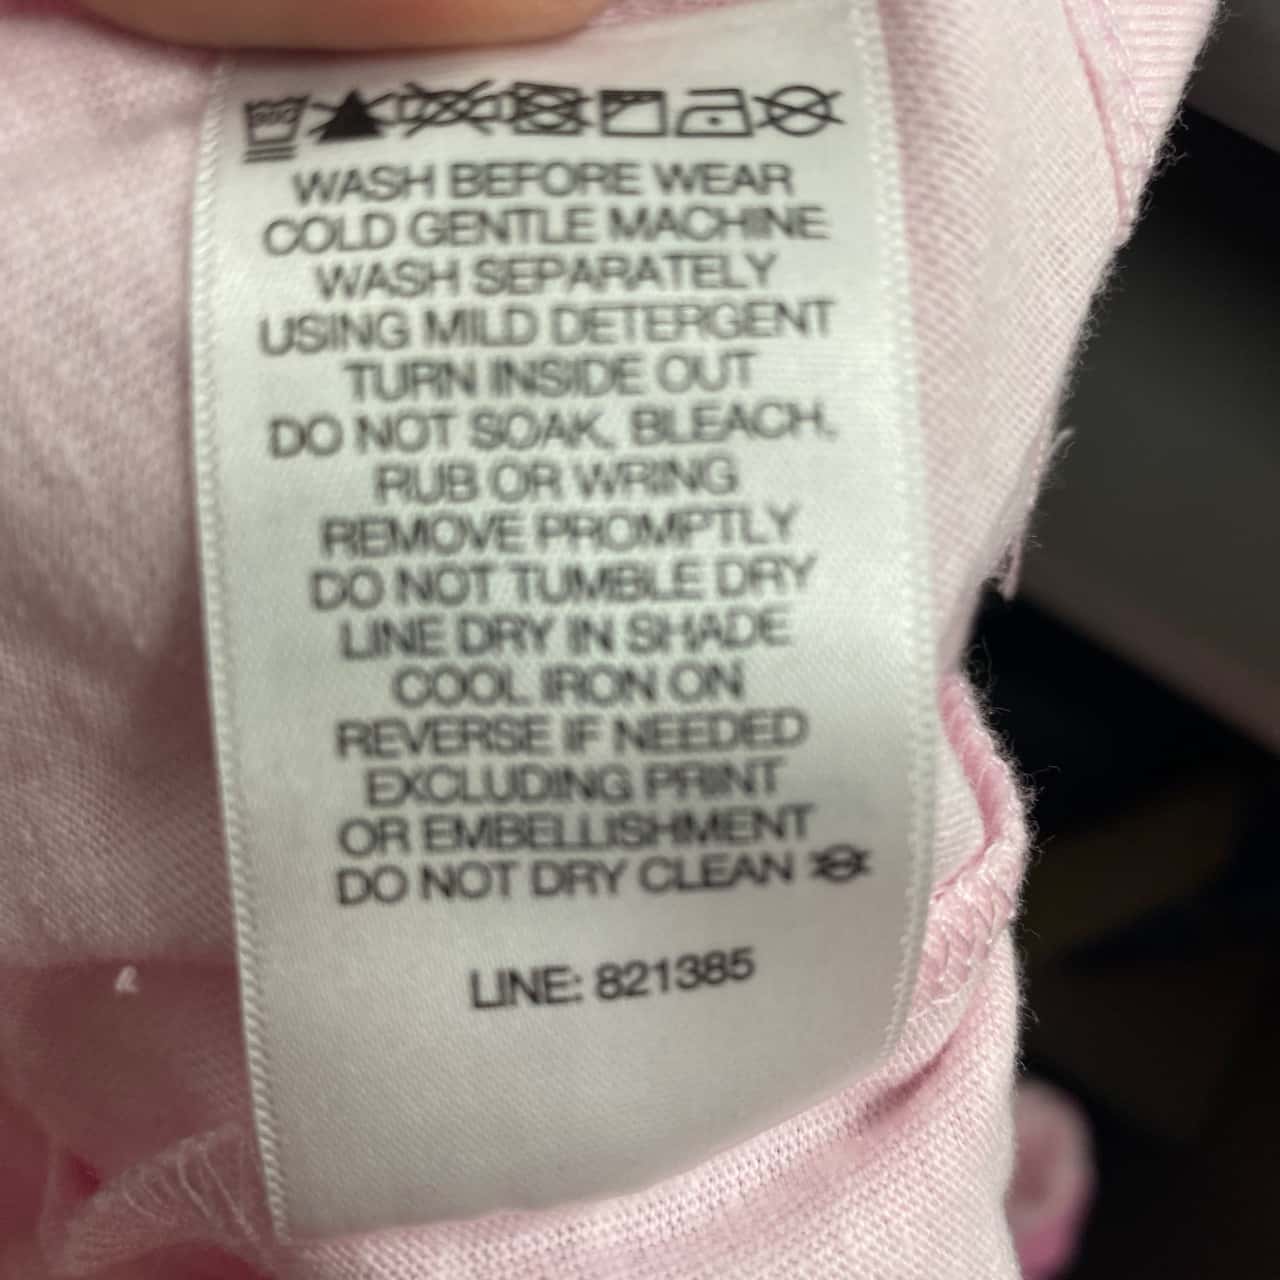 WASH BEFORE WEAR
COLD GENTLE MACHINE
WASH SEPARATELY
USING MILD DETERGENT
TURN INSIDE OUT
DO NOT SOAK, BLEACH,
RUB OR WRING
REMOVE PROMPTLY
DO NOT TUMBLE DRY
LINE DRY IN SHADE
COOL IRON ON
REVERSE IF NEEDED
EXCLUDING PRINT
OR EMBELLISHMENT
DO NOT DRY CLEAN
LINE: 821385